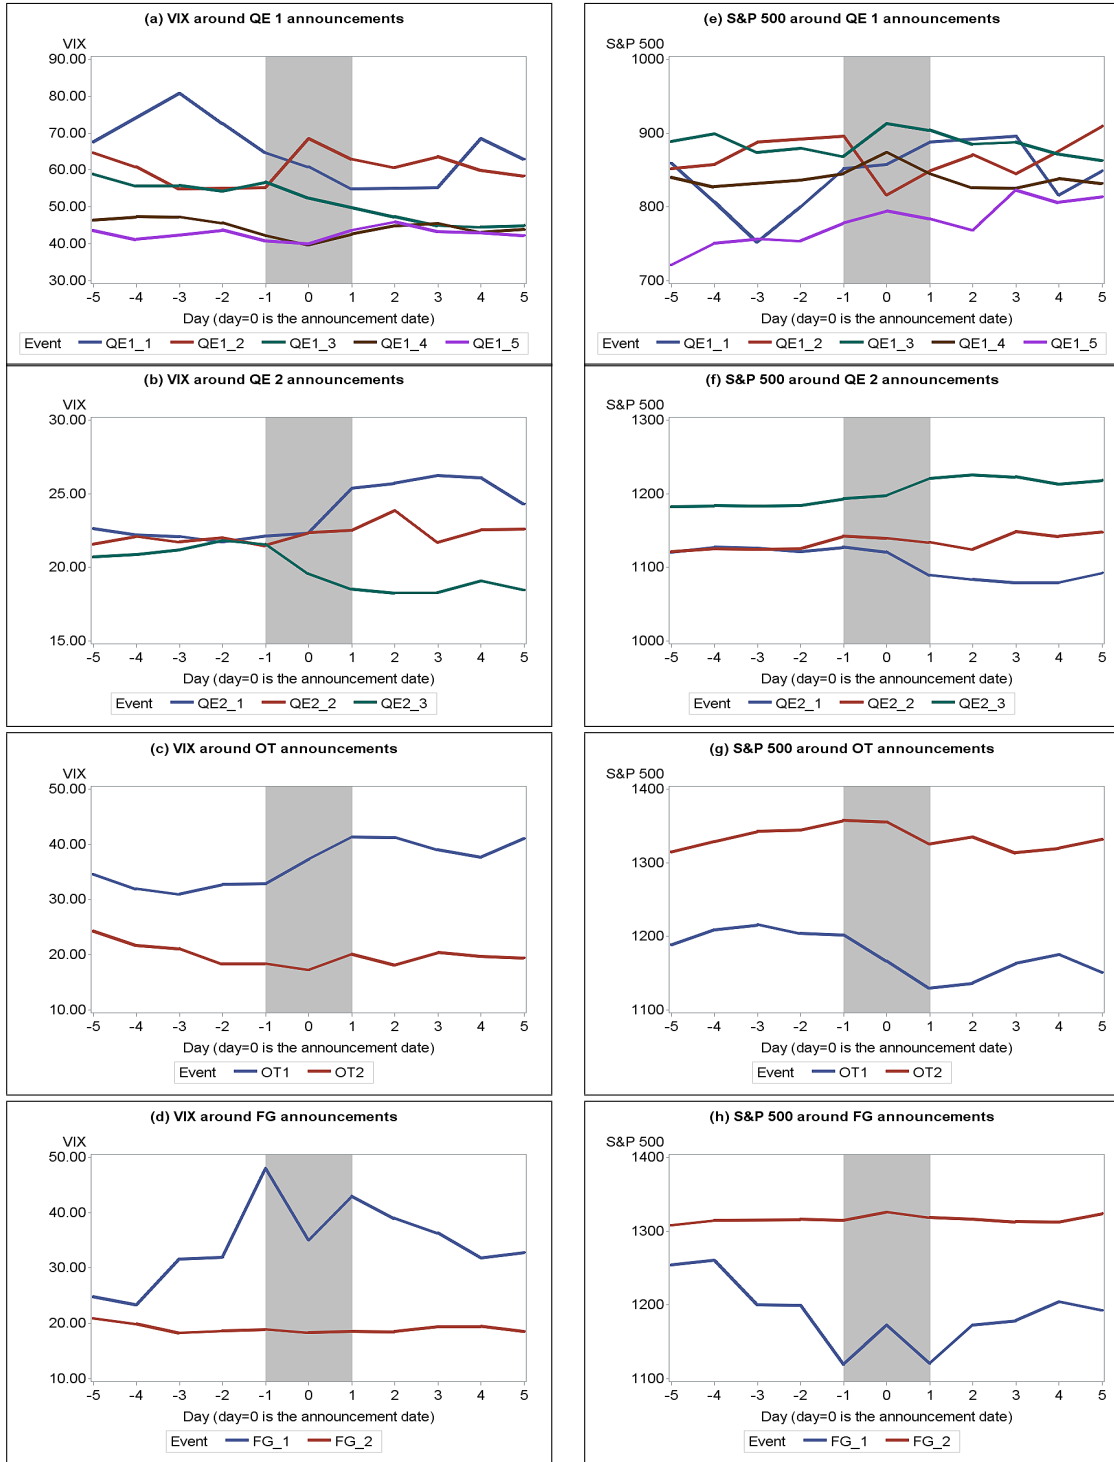 (a) VIX around QE 1 announcements
VIX
90.00
80.00
70.00
60.00
50.00
40.00
30.00
-5 -4 -3 -2 -1 0 1 2 3 4 5
Day (day=0 is the announcement date)
Event QE1_1 QE1_2 QE1_3 QE1_4 QE1_5
(e) S&P 500 around QE 1 announcements
S&P 500
1000
900
800
700
-5 -4 -3 -2 -1 0 1 2 3 4 5
Day (day=0 is the announcement date)
Event QE1_1 QE1_2 QE1_3 QE1_4 QE1_5
(b) VIX around QE 2 announcements
VIX
30.00
25.00
20.00
15.00
-5 -4 -3 -2 -1 0 1 2 3 4 5
Day (day=0 is the announcement date)
Event QE2_1 QE2_2 QE2_3
(f) S&P 500 around QE 2 announcements
S&P 500
1300
1200
1100
1000
-5 -4 -3 -2 -1 0 1 2 3 4 5
Day (day=0 is the announcement date)
Event QE2_1 QE2_2 QE2_3
(c) VIX around OT announcements
VIX
50.00
40.00
30.00
20.00
10.00
-5 -4 -3 -2 -1 0 1 2 3 4 5
Day (day=0 is the announcement date)
Event OT1 OT2
(g) S&P 500 around OT announcements
S&P 500
1400
1300
1200
1100
-5 -4 -3 -2 -1 0 1 2 3 4 5
Day (day=0 is the announcement date)
Event OT1 OT2
(d) VIX around FG announcements
VIX
50.00
40.00
30.00
20.00
10.00
-5 -4 -3 -2 -1 0 1 2 3 4 5
Day (day=0 is the announcement date)
Event FG_1 FG_2
(h) S&P 500 around FG announcements
S&P 500
1400
1300
1200
1100
-5 -4 -3 -2 -1 0 1 2 3 4 5
Day (day=0 is the announcement date)
Event FG_1 FG_2